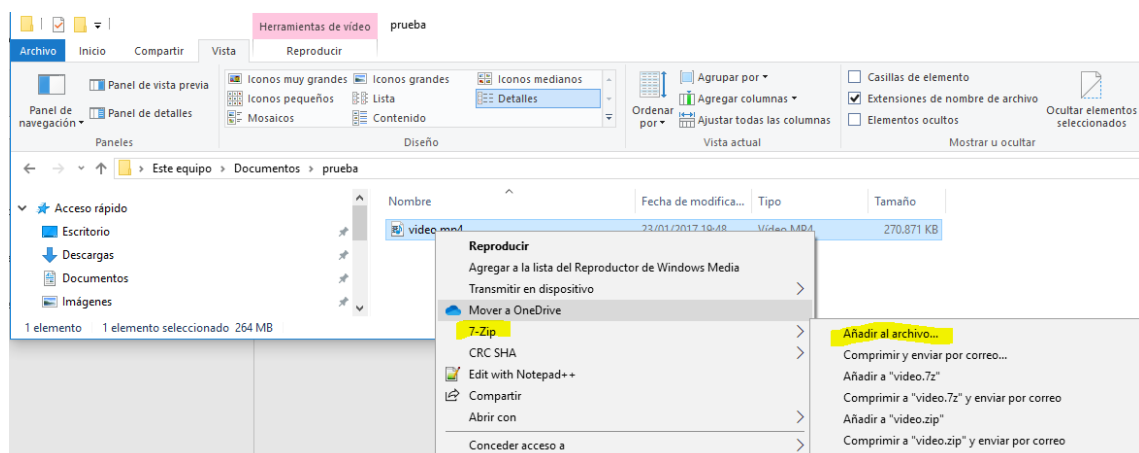 Herramientas de vídeo prueba
Archivo Inicio Compartir Vista Reproducir
Panel de navegación
Panel de vista previa
Panel de detalles
Paneles
Iconos muy grandes Iconos grandes Iconos medianos
Iconos pequeños Lista Detalles
Mosaicos Contenido
Diseño
Ordenar por
Agrupar por
Agregar columnas
Ajustar todas las columnas
Vista actual
Casillas de elemento
Extensiones de nombre de archivo
Elementos ocultos
Ocultar elementos seleccionados
Mostrar u ocultar
Este equipo > Documentos > prueba
Acceso rápido
Escritorio
Descargas
Documentos
Imágenes
Nombre Fecha de modifica... Tipo Tamaño
video.mp4 23/01/2017 19:48 Vídeo MP4 270.871 KB
1 elemento 1 elemento seleccionado 264 MB
Reproducir
Agregar a la lista del Reproductor de Windows Media
Transmitir en dispositivo
Mover a OneDrive
7-Zip
CRC SHA
Edit with Notepad++
Compartir
Abrir con
Conceder acceso a
Añadir al archivo...
Comprimir y enviar por correo...
Añadir a "video.7z"
Comprimir a "video.7z" y enviar por correo
Añadir a "video.zip"
Comprimir a "video.zip" y enviar por correo